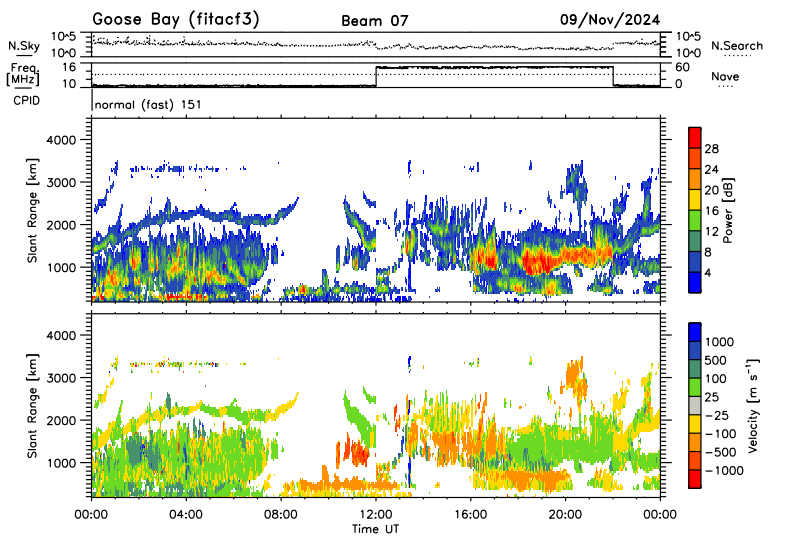 Goose Bay (fitacf3) Beam 07 09/Nov/2024
N.Sky 10^5 10^0 10^5 10^0 N.Search
Freq. [MHz] 16 10 60 0 Nave
CPID normal (fast) 151
Slant Range [km] 4000 3000 2000 1000
Power [dB] 28 24 20 16 12 8 4
Slant Range [km] 4000 3000 2000 1000
Velocity [m s⁻¹] 1000 500 100 25 −25 −100 −500 −1000
00:00 04:00 08:00 12:00 16:00 20:00 00:00
Time UT